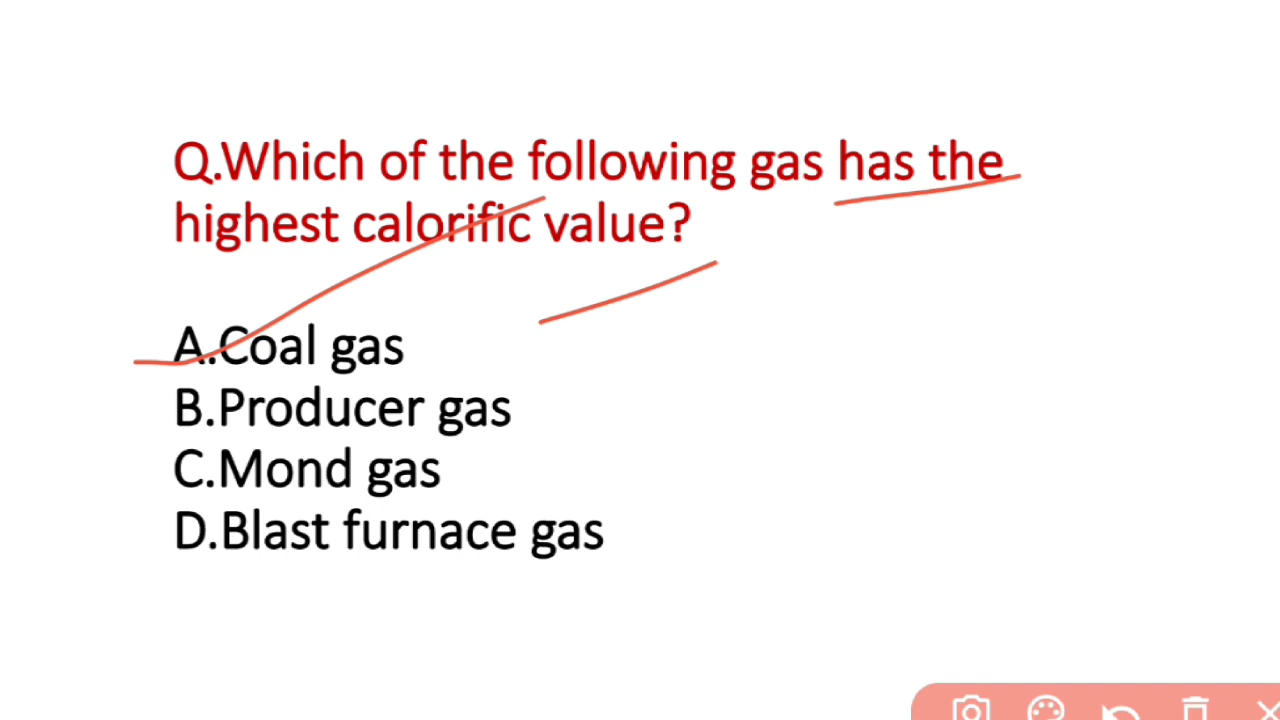 Q.Which of the following gas has the
highest calorific value?
A.Coal gas
B.Producer gas
C.Mond gas
D.Blast furnace gas